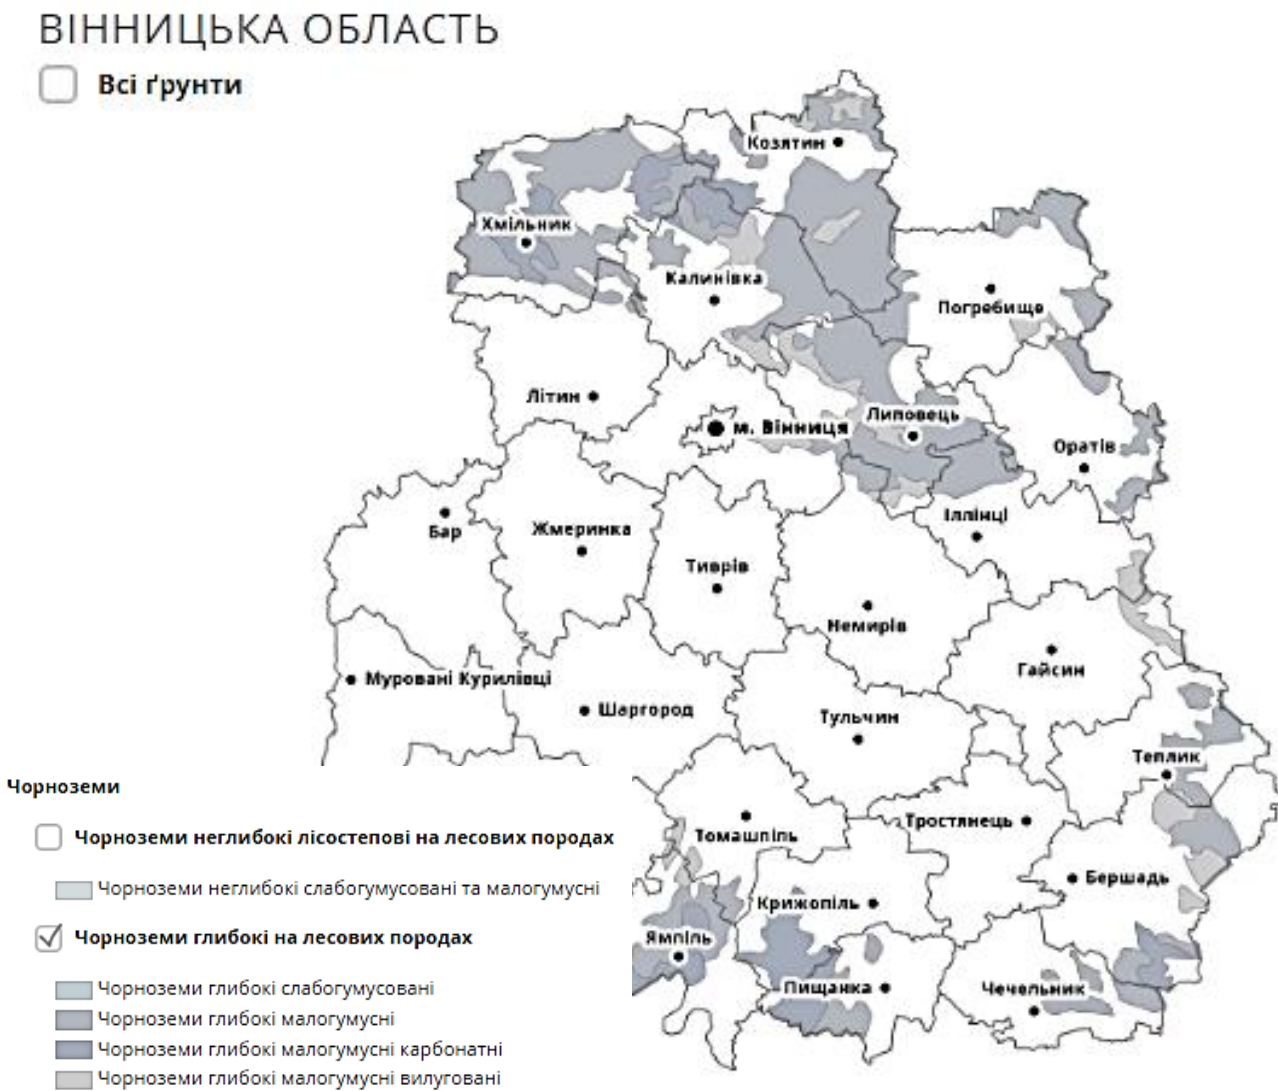 ВІННИЦЬКА ОБЛАСТЬ
Всі ґрунти
Козятин
Хмільник
Калинівка
Погребище
Літин
Липовець
м. Вінниця
Оратів
Бар
Жмеринка
Іллінці
Тиврів
Немирів
Гайсин
Муровані Курилівці
Шаргород
Тульчин
Теплик
Томашпіль
Тростянець
Бершадь
Крижопіль
Ямпіль
Піщанка
Чечельник
Чорноземи
Чорноземи неглибокі лісостепові на лесових породах
Чорноземи неглибокі слабогумусовані та малогумусні
Чорноземи глибокі на лесових породах
Чорноземи глибокі слабогумусовані
Чорноземи глибокі малогумусні
Чорноземи глибокі малогумусні карбонатні
Чорноземи глибокі малогумусні вилуговані